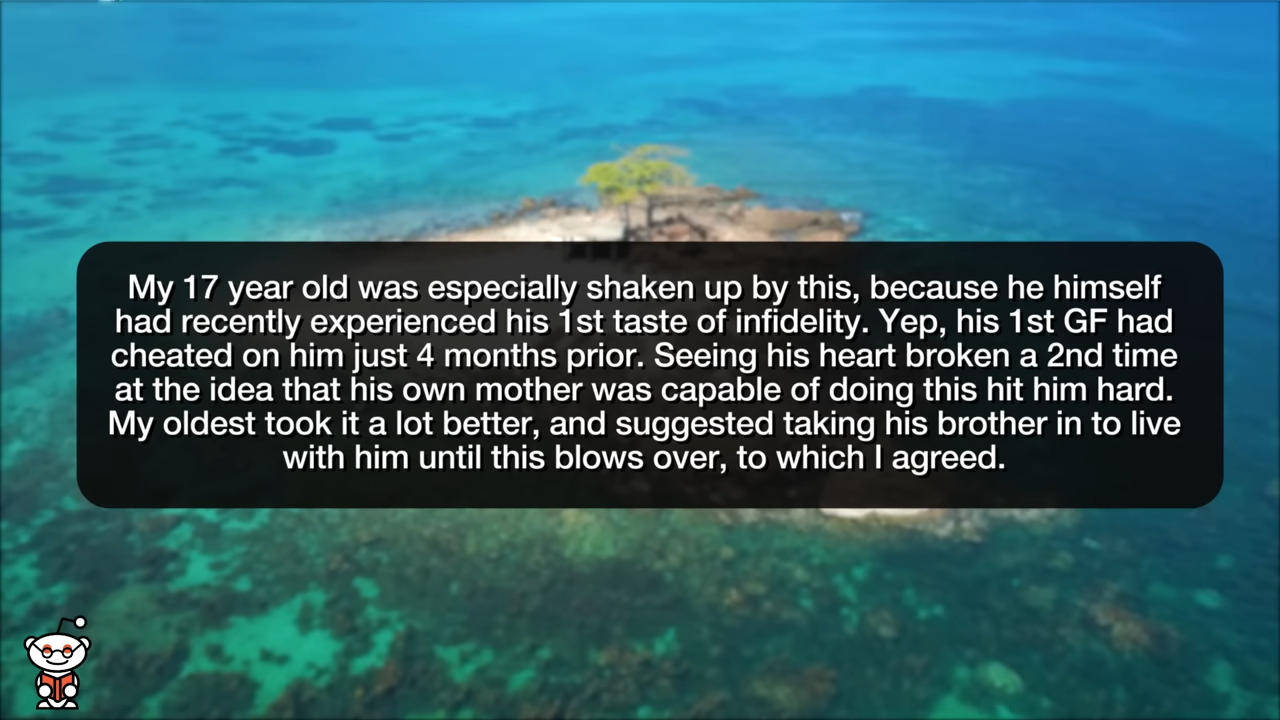 My 17 year old was especially shaken up by this, because he himself
had recently experienced his 1st taste of infidelity. Yep, his 1st GF had
cheated on him just 4 months prior. Seeing his heart broken a 2nd time
at the idea that his own mother was capable of doing this hit him hard.
My oldest took it a lot better, and suggested taking his brother in to live
with him until this blows over, to which I agreed.